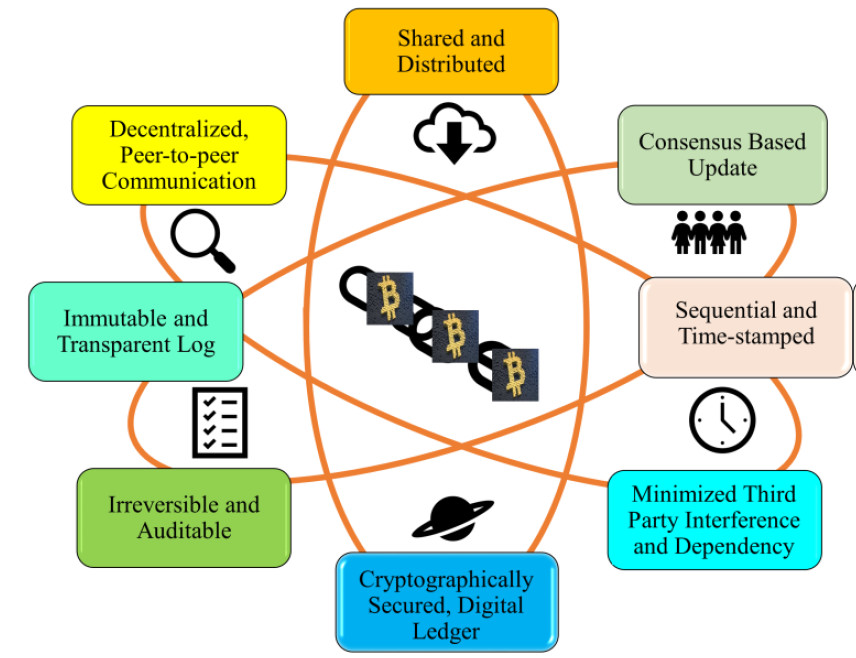 Shared and
Distributed
Decentralized,
Peer-to-peer
Communication
Consensus Based
Update
Immutable and
Transparent Log
Sequential and
Time-stamped
Irreversible and
Auditable
Minimized Third
Party Interference
and Dependency
Cryptographically
Secured, Digital
Ledger